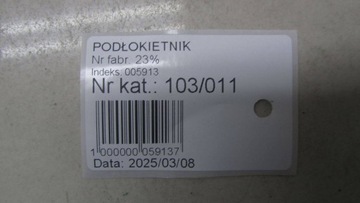 PODŁOKIETNIK
Nr fabr. 23%
Indeks: 005913
Nr kat.: 103/011
1 000000 059137
Data: 2025/03/08